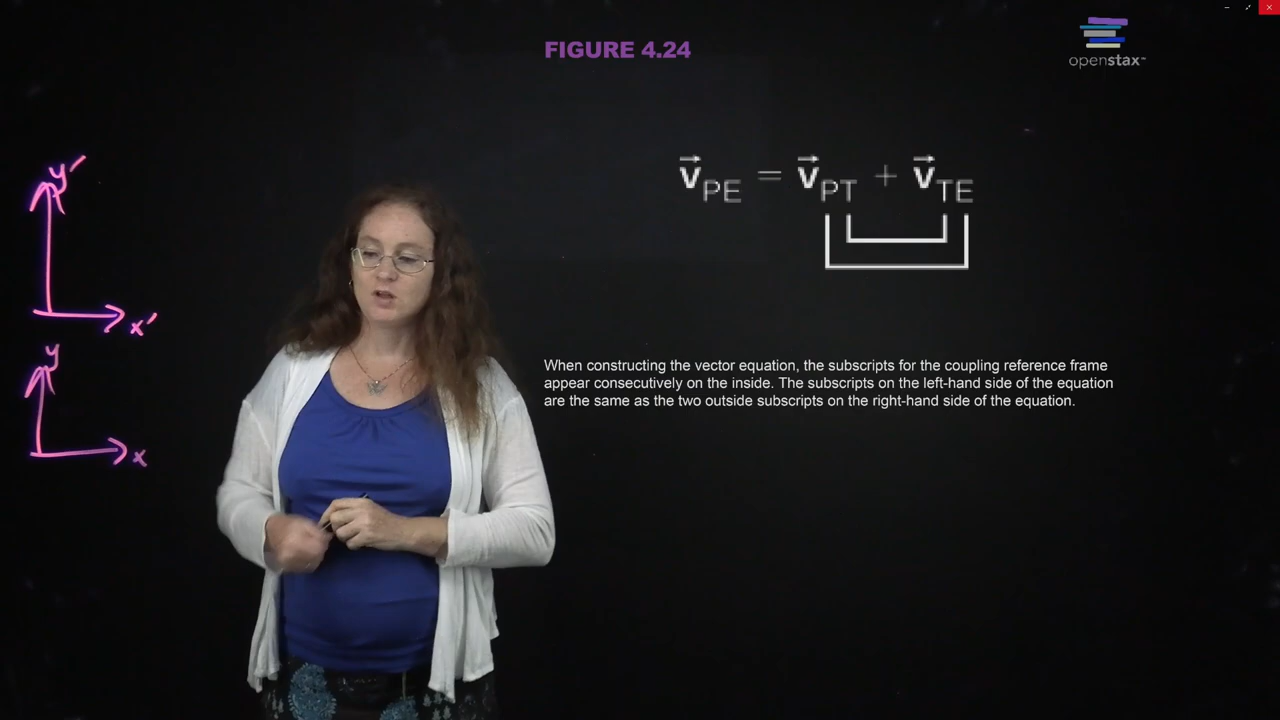 FIGURE 4.24
openstax™
v⃗PE = v⃗PT + v⃗TE
When constructing the vector equation, the subscripts for the coupling reference frame
appear consecutively on the inside. The subscripts on the left-hand side of the equation
are the same as the two outside subscripts on the right-hand side of the equation.
y′
x′
y
x